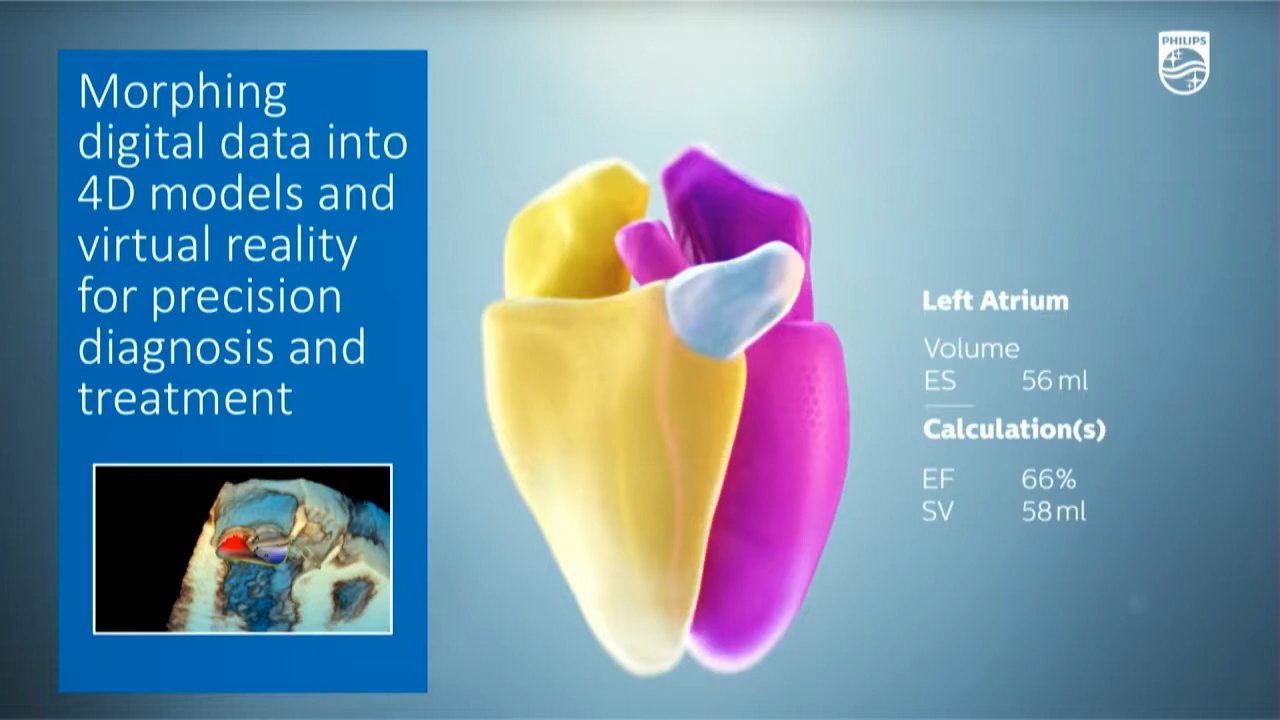 Morphing
digital data into
4D models and
virtual reality
for precision
diagnosis and
treatment
PHILIPS
Left Atrium
Volume
ES 56 ml
Calculation(s)
EF 66%
SV 58 ml